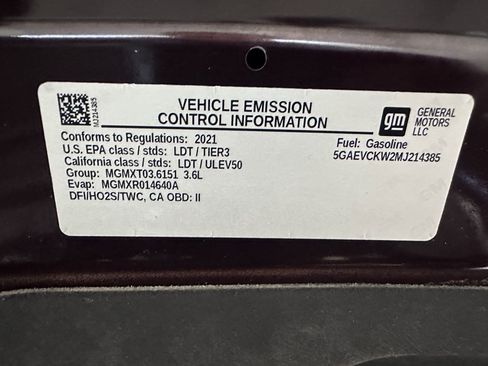 VEHICLE EMISSION
CONTROL INFORMATION
gm
GENERAL
MOTORS
LLC
Conforms to Regulations: 2021
U.S. EPA class / stds: LDT / TIER3
California class / stds: LDT / ULEV50
Group: MGMXT03.6151 3.6L
Evap: MGMXR014640A
DFI/HO2S/TWC, CA OBD: II
Fuel: Gasoline
5GAEVCKW2MJ214385